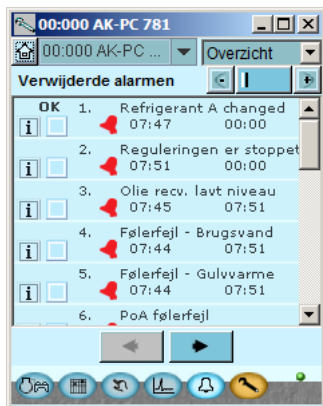 00:000 AK-PC 781
00:000 AK-PC ... Overzicht
Verwijderde alarmen
OK 1. Refrigerant A changed
i 07:47 00:00
2. Reguleringen er stoppet
i 07:51 00:00
3. Olie recv. lavt niveau
i 07:45 07:51
4. Følerfejl - Brugsvand
i 07:44 07:51
5. Følerfejl - Gulvvarme
i 07:44 07:51
6. PoA følerfejl